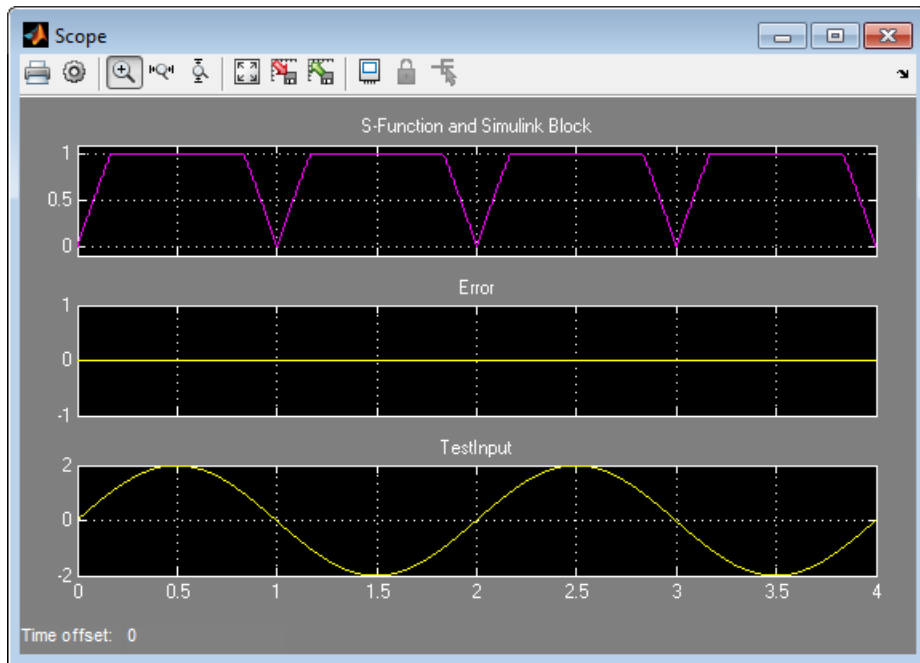 Scope
S-Function and Simulink Block
1
0.5
0
Error
1
0
-1
TestInput
2
0
-2
0 0.5 1 1.5 2 2.5 3 3.5 4
Time offset: 0